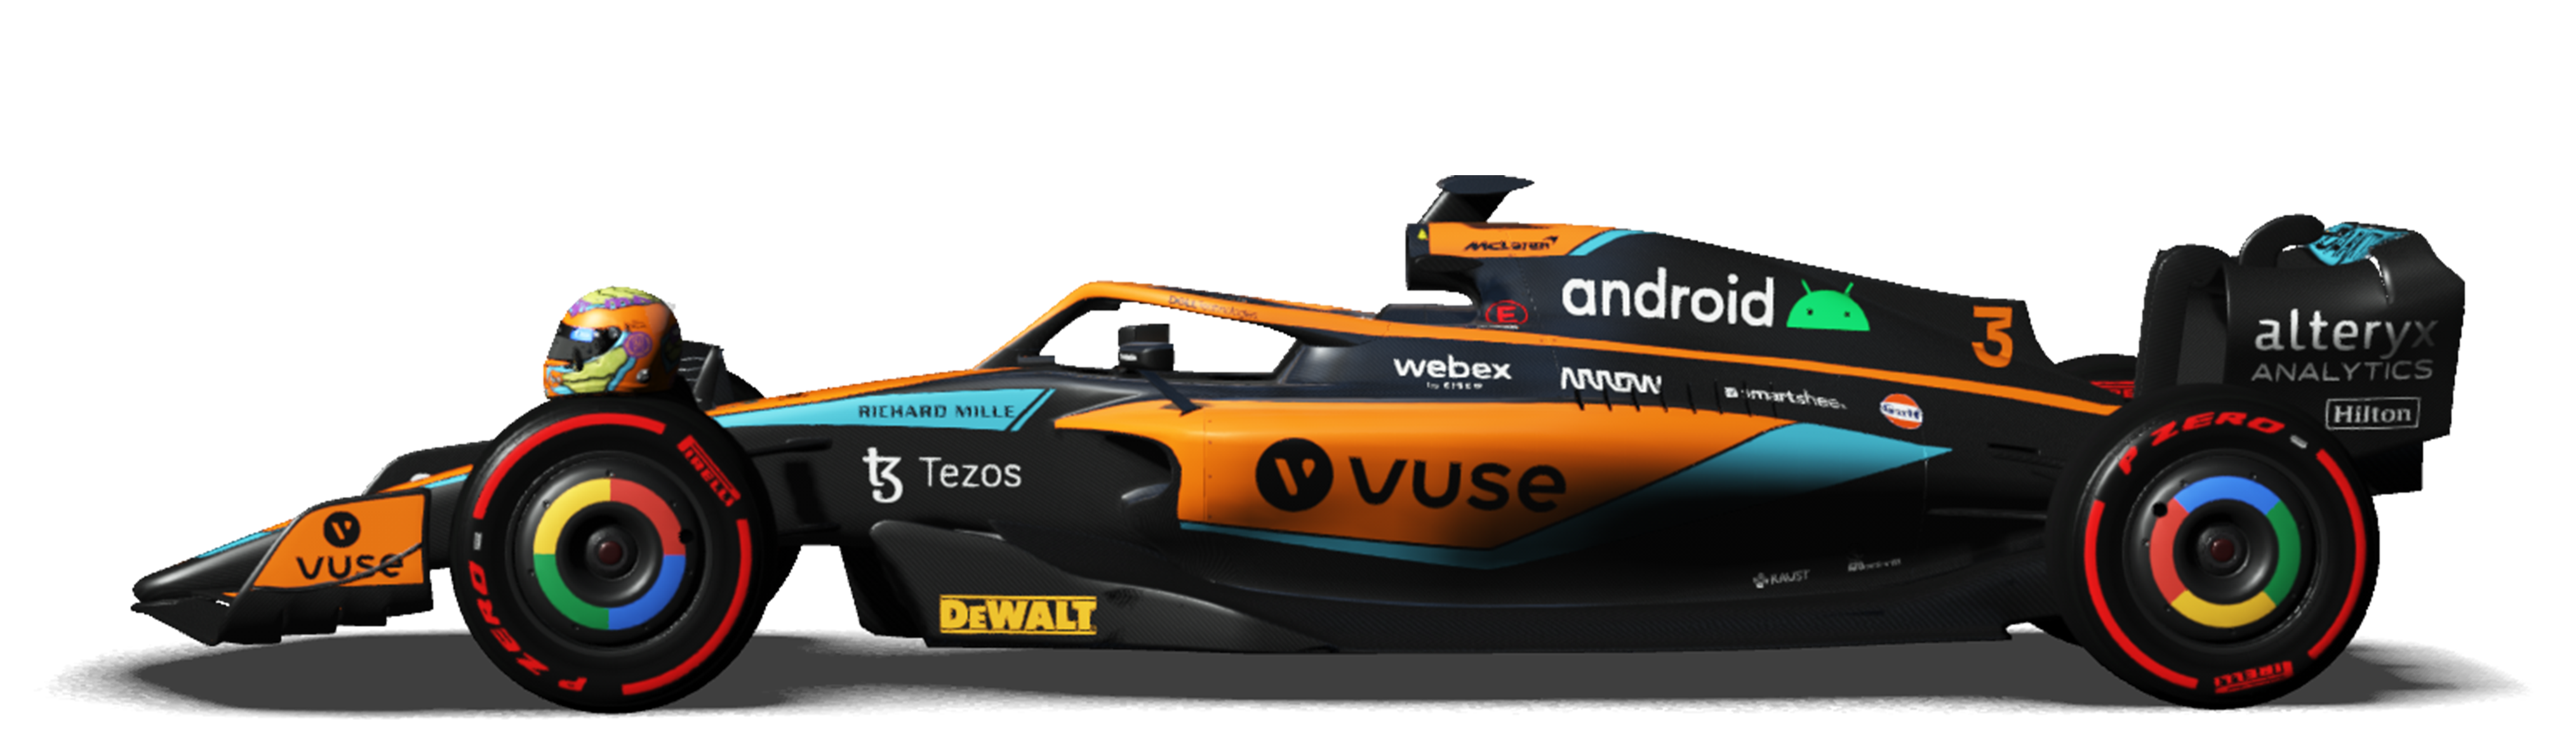 McLaren
android
3
E
alteryx
ANALYTICS
Hilton
webex
by CISCO
ARROW
Gulf
RICHARD MILLE
Tezos
vuse
vuse
DEWALT
KAUST
PIRELLI
P ZERO
P ZERO
PIRELLI